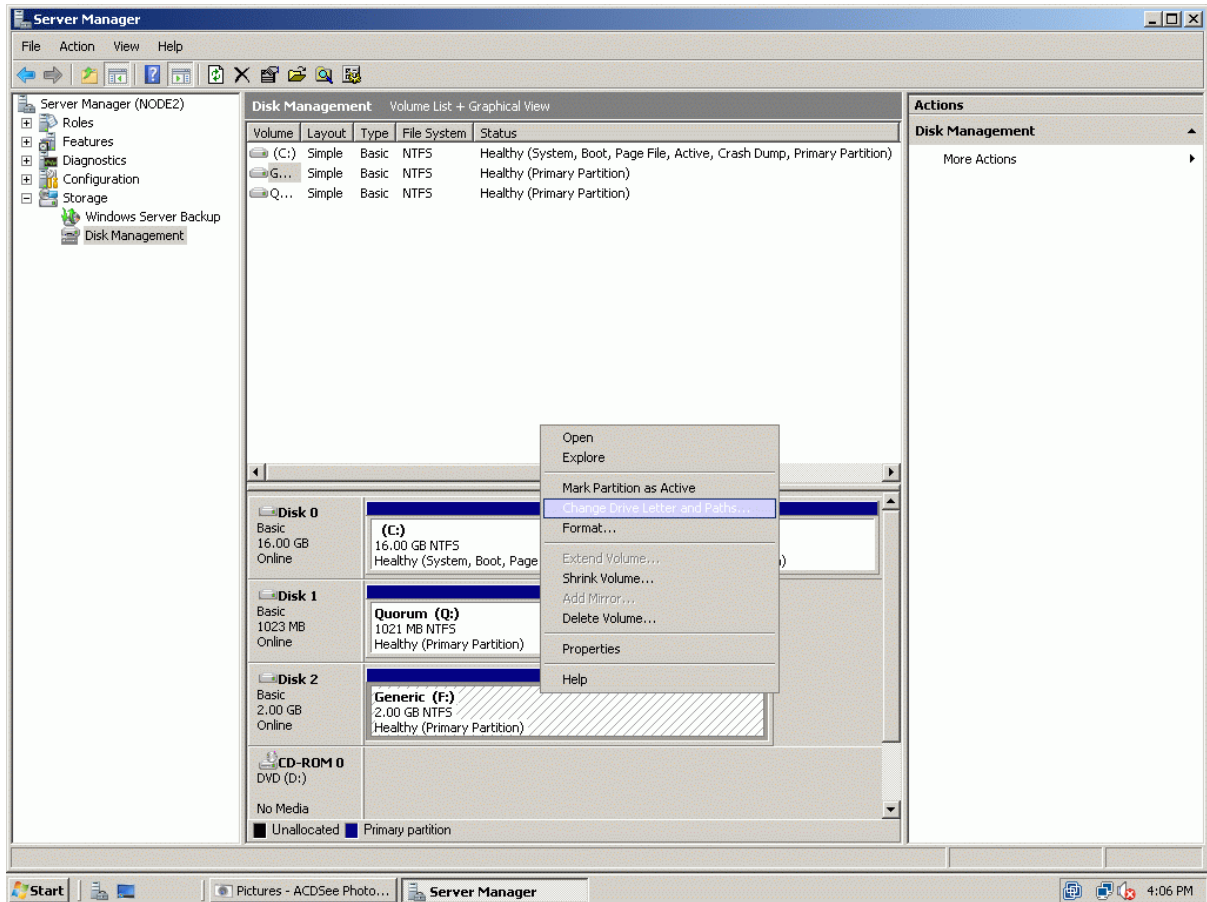 Server Manager
File Action View Help
Server Manager (NODE2)
Roles
Features
Diagnostics
Configuration
Storage
Windows Server Backup
Disk Management
Disk Management Volume List + Graphical View
Volume Layout Type File System Status
(C:) Simple Basic NTFS Healthy (System, Boot, Page File, Active, Crash Dump, Primary Partition)
G... Simple Basic NTFS Healthy (Primary Partition)
Q... Simple Basic NTFS Healthy (Primary Partition)
Open
Explore
Mark Partition as Active
Change Drive Letter and Paths...
Format...
Extend Volume...
Shrink Volume...
Add Mirror...
Delete Volume...
Properties
Help
Disk 0
Basic
16.00 GB
Online
(C:)
16.00 GB NTFS
Healthy (System, Boot, Page
Disk 1
Basic
1023 MB
Online
Quorum (Q:)
1021 MB NTFS
Healthy (Primary Partition)
Disk 2
Basic
2.00 GB
Online
Generic (F:)
2.00 GB NTFS
Healthy (Primary Partition)
CD-ROM 0
DVD (D:)
No Media
Unallocated Primary partition
Actions
Disk Management
More Actions
Start Pictures - ACDSee Photo... Server Manager 4:06 PM